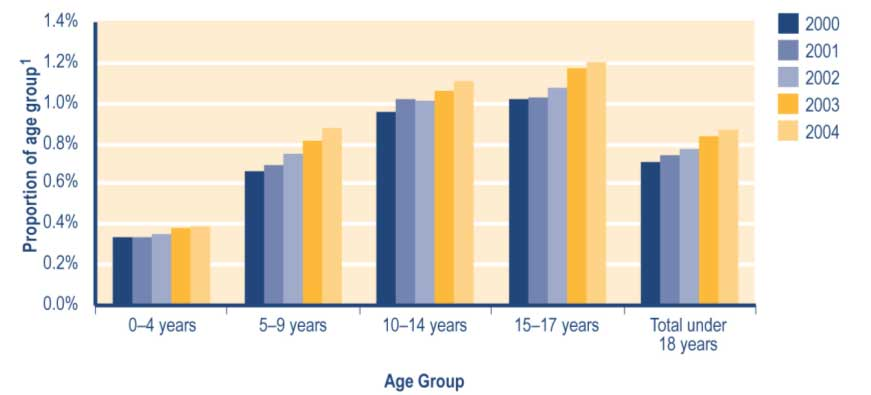 1.4%
1.2%
1.0%
0.8%
0.6%
0.4%
0.2%
0.0%
Proportion of age group¹
0–4 years
5–9 years
10–14 years
15–17 years
Total under
18 years
Age Group
2000
2001
2002
2003
2004